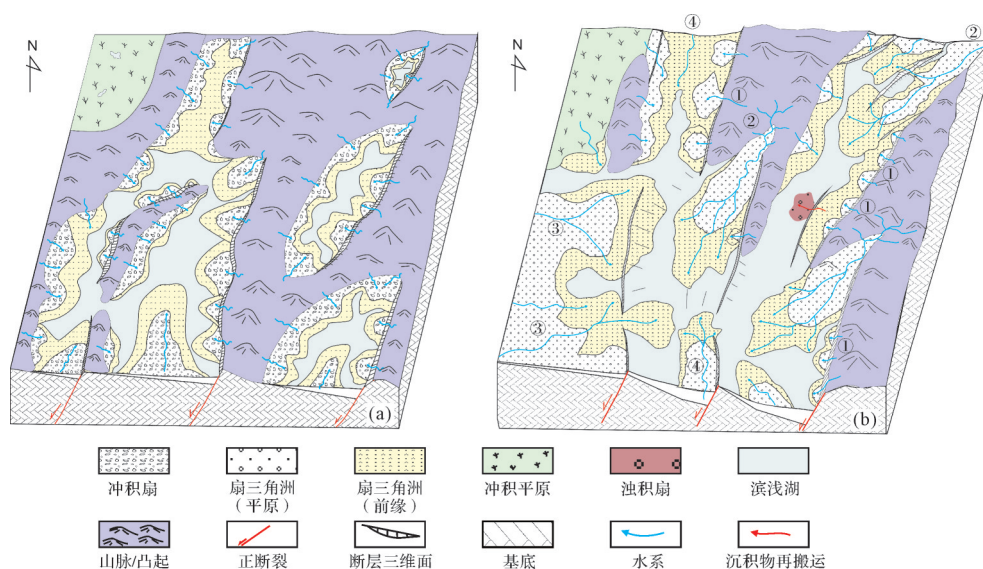 N
(a)
N
④
②
①
②
①
①
③
③
④
①
(b)
冲积扇
扇三角洲
(平原)
扇三角洲
(前缘)
冲积平原
浊积扇
滨浅湖
山脉/凸起
正断裂
断层三维面
基底
水系
沉积物再搬运